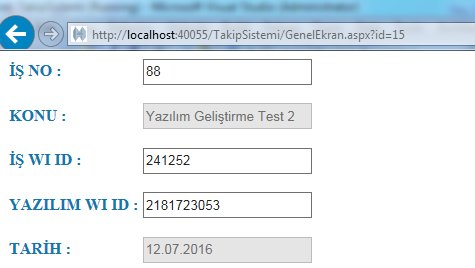 http://localhost:40055/TakipSistemi/GenelEkran.aspx?id=15
İŞ NO : 88
KONU : Yazılım Geliştirme Test 2
İŞ WI ID : 241252
YAZILIM WI ID : 2181723053
TARİH : 12.07.2016